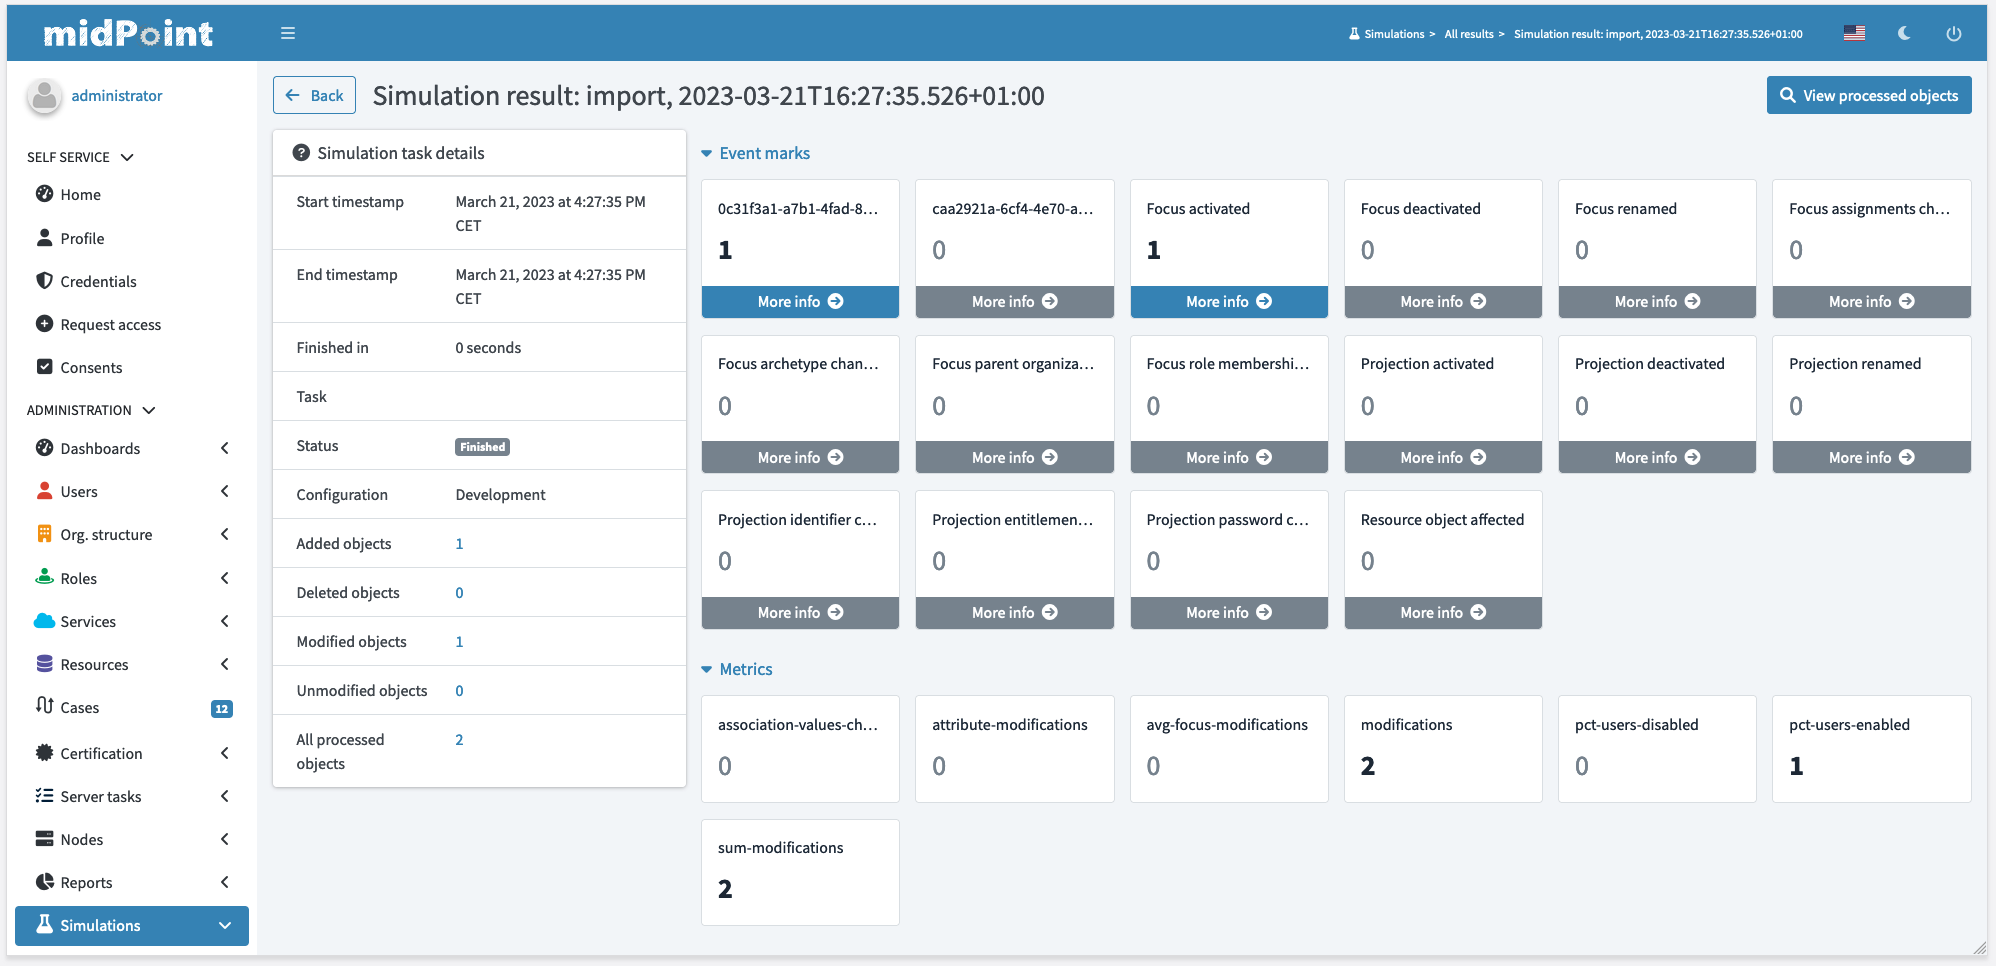 midPoint
Simulations > All results > Simulation result: import, 2023-03-21T16:27:35.526+01:00
administrator
SELF SERVICE
Home
Profile
Credentials
Request access
Consents
ADMINISTRATION
Dashboards
Users
Org. structure
Roles
Services
Resources
Cases 12
Certification
Server tasks
Nodes
Reports
Simulations
Back
Simulation result: import, 2023-03-21T16:27:35.526+01:00
View processed objects
Simulation task details
Start timestamp March 21, 2023 at 4:27:35 PM
CET
End timestamp March 21, 2023 at 4:27:35 PM
CET
Finished in 0 seconds
Task
Status Finished
Configuration Development
Added objects 1
Deleted objects 0
Modified objects 1
Unmodified objects 0
All processed 2
objects
Event marks
0c31f3a1-a7b1-4fad-8... caa2921a-6cf4-4e70-a... Focus activated Focus deactivated Focus renamed Focus assignments ch...
1 0 1 0 0 0
More info More info More info More info More info More info
Focus archetype chan... Focus parent organiza... Focus role membershi... Projection activated Projection deactivated Projection renamed
0 0 0 0 0 0
More info More info More info More info More info More info
Projection identifier c... Projection entitlemen... Projection password c... Resource object affected
0 0 0 0
More info More info More info More info
Metrics
association-values-ch... attribute-modifications avg-focus-modifications modifications pct-users-disabled pct-users-enabled
0 0 0 2 0 1
sum-modifications
2